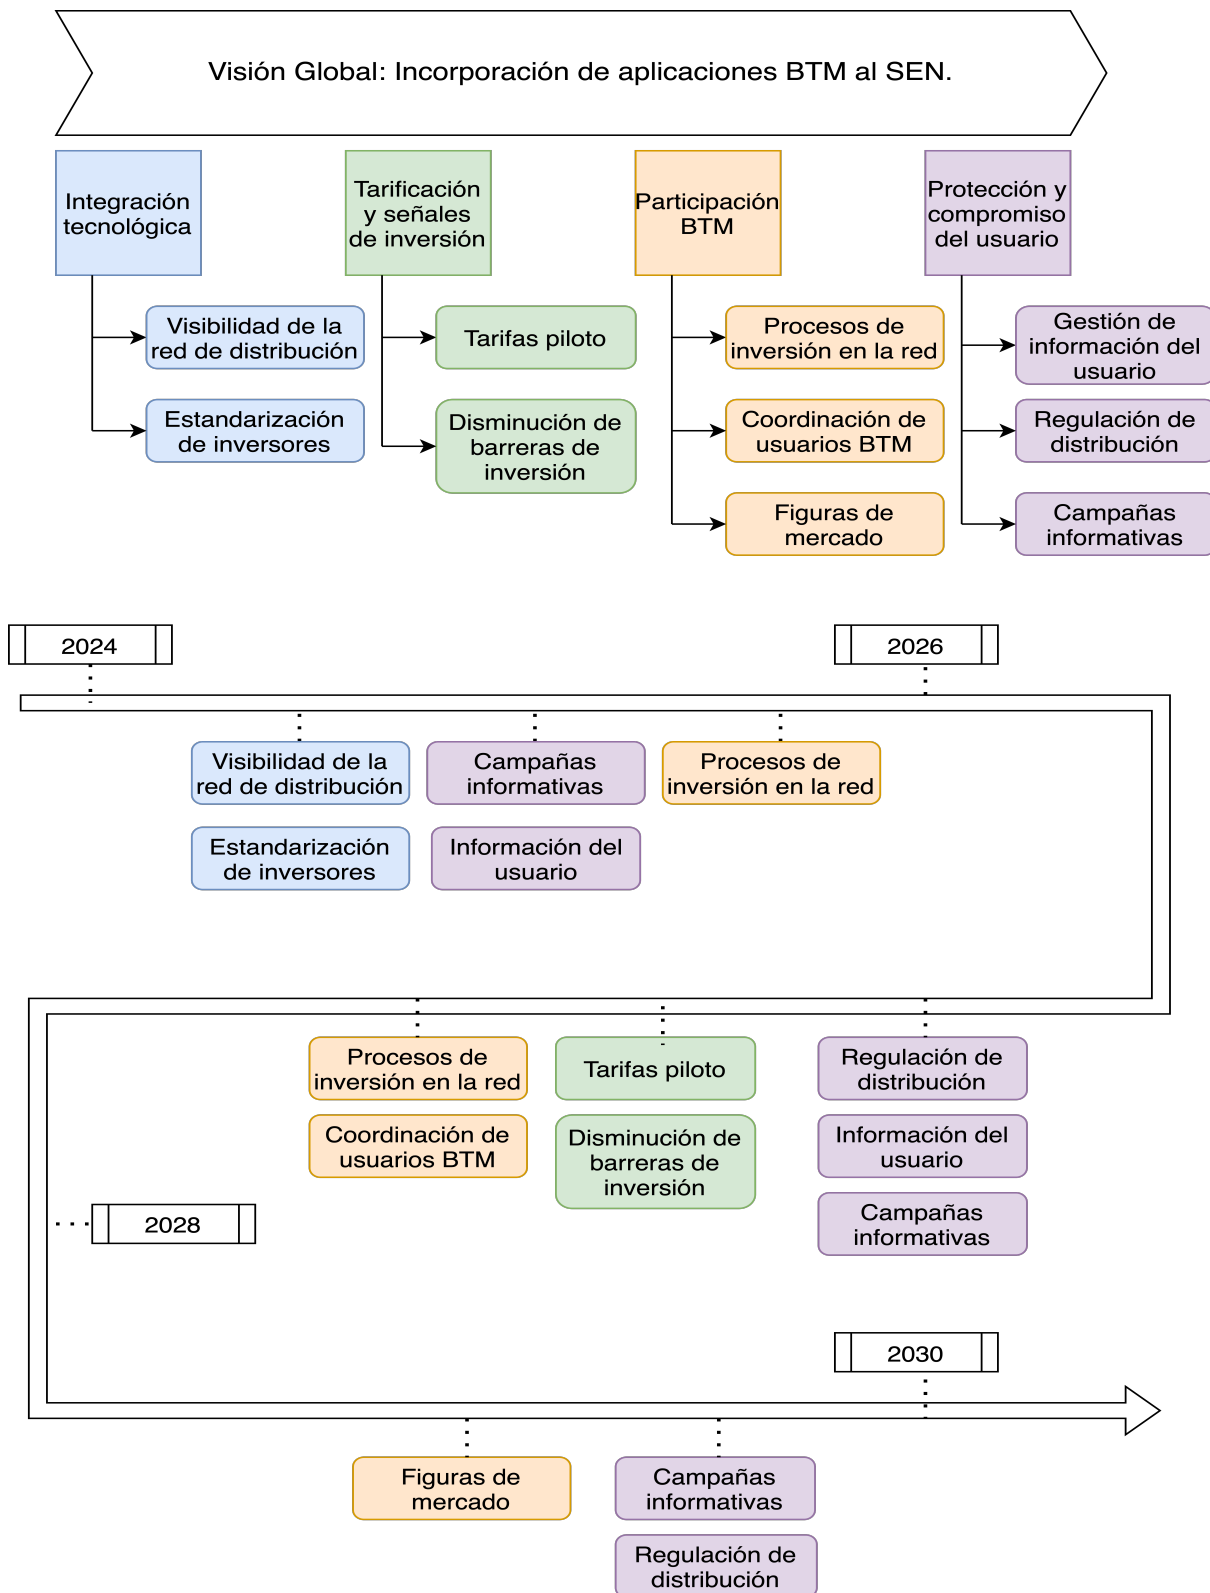 Visión Global: Incorporación de aplicaciones BTM al SEN.
Integración
tecnológica
Tarificación
y señales
de inversión
Participación
BTM
Protección y
compromiso
del usuario
Visibilidad de la
red de distribución
Estandarización
de inversores
Tarifas piloto
Disminución de
barreras de
inversión
Procesos de
inversión en la red
Coordinación de
usuarios BTM
Figuras de
mercado
Gestión de
información del
usuario
Regulación de
distribución
Campañas
informativas
2024
2026
Visibilidad de la
red de distribución
Estandarización
de inversores
Campañas
informativas
Información del
usuario
Procesos de
inversión en la red
Procesos de
inversión en la red
Coordinación de
usuarios BTM
Tarifas piloto
Disminución de
barreras de
inversión
Regulación de
distribución
Información del
usuario
Campañas
informativas
2028
2030
Figuras de
mercado
Campañas
informativas
Regulación de
distribución